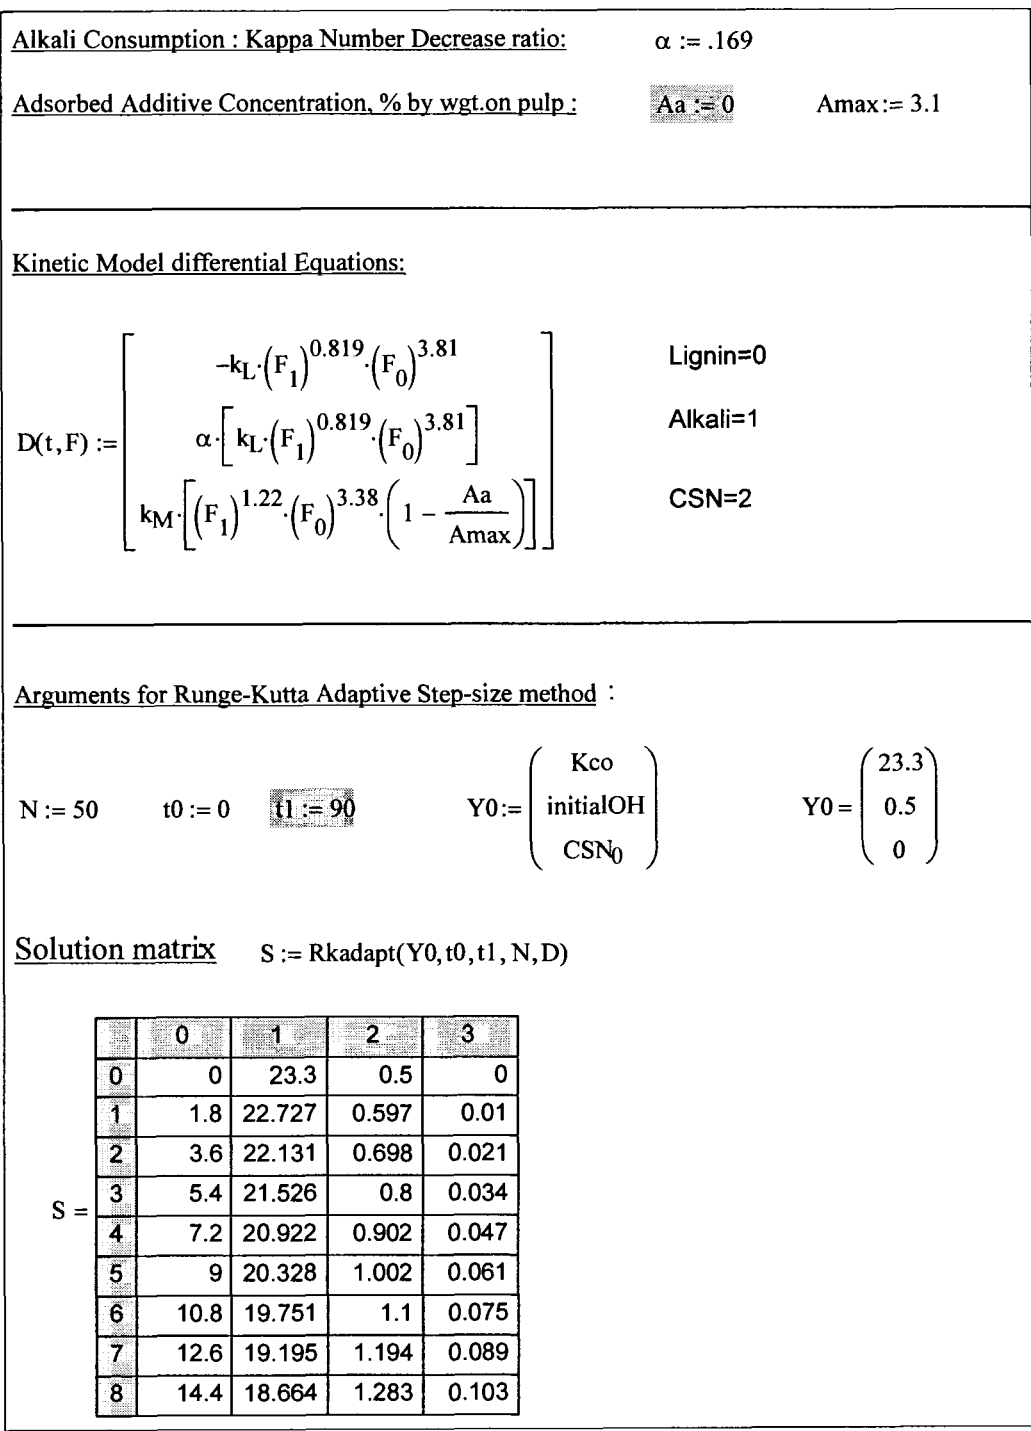 Alkali Consumption : Kappa Number Decrease ratio: α := .169
Adsorbed Additive Concentration, % by wgt.on pulp : Aa := 0 Amax := 3.1
Kinetic Model differential Equations:
D(t,F) := [ −kL·(F1)^0.819·(F0)^3.81 Lignin=0
α·[ kL·(F1)^0.819·(F0)^3.81 ] Alkali=1
kM·[ (F1)^1.22·(F0)^3.38·( 1 − Aa/Amax ) ] ] CSN=2
Arguments for Runge-Kutta Adaptive Step-size method :
N := 50 t0 := 0 t1 := 90 Y0 := ( Kco initialOH CSN0 ) Y0 = ( 23.3 0.5 0 )
Solution matrix S := Rkadapt(Y0,t0,t1,N,D)
S =
0 1 2 3
0 0 23.3 0.5 0
1 1.8 22.727 0.597 0.01
2 3.6 22.131 0.698 0.021
3 5.4 21.526 0.8 0.034
4 7.2 20.922 0.902 0.047
5 9 20.328 1.002 0.061
6 10.8 19.751 1.1 0.075
7 12.6 19.195 1.194 0.089
8 14.4 18.664 1.283 0.103